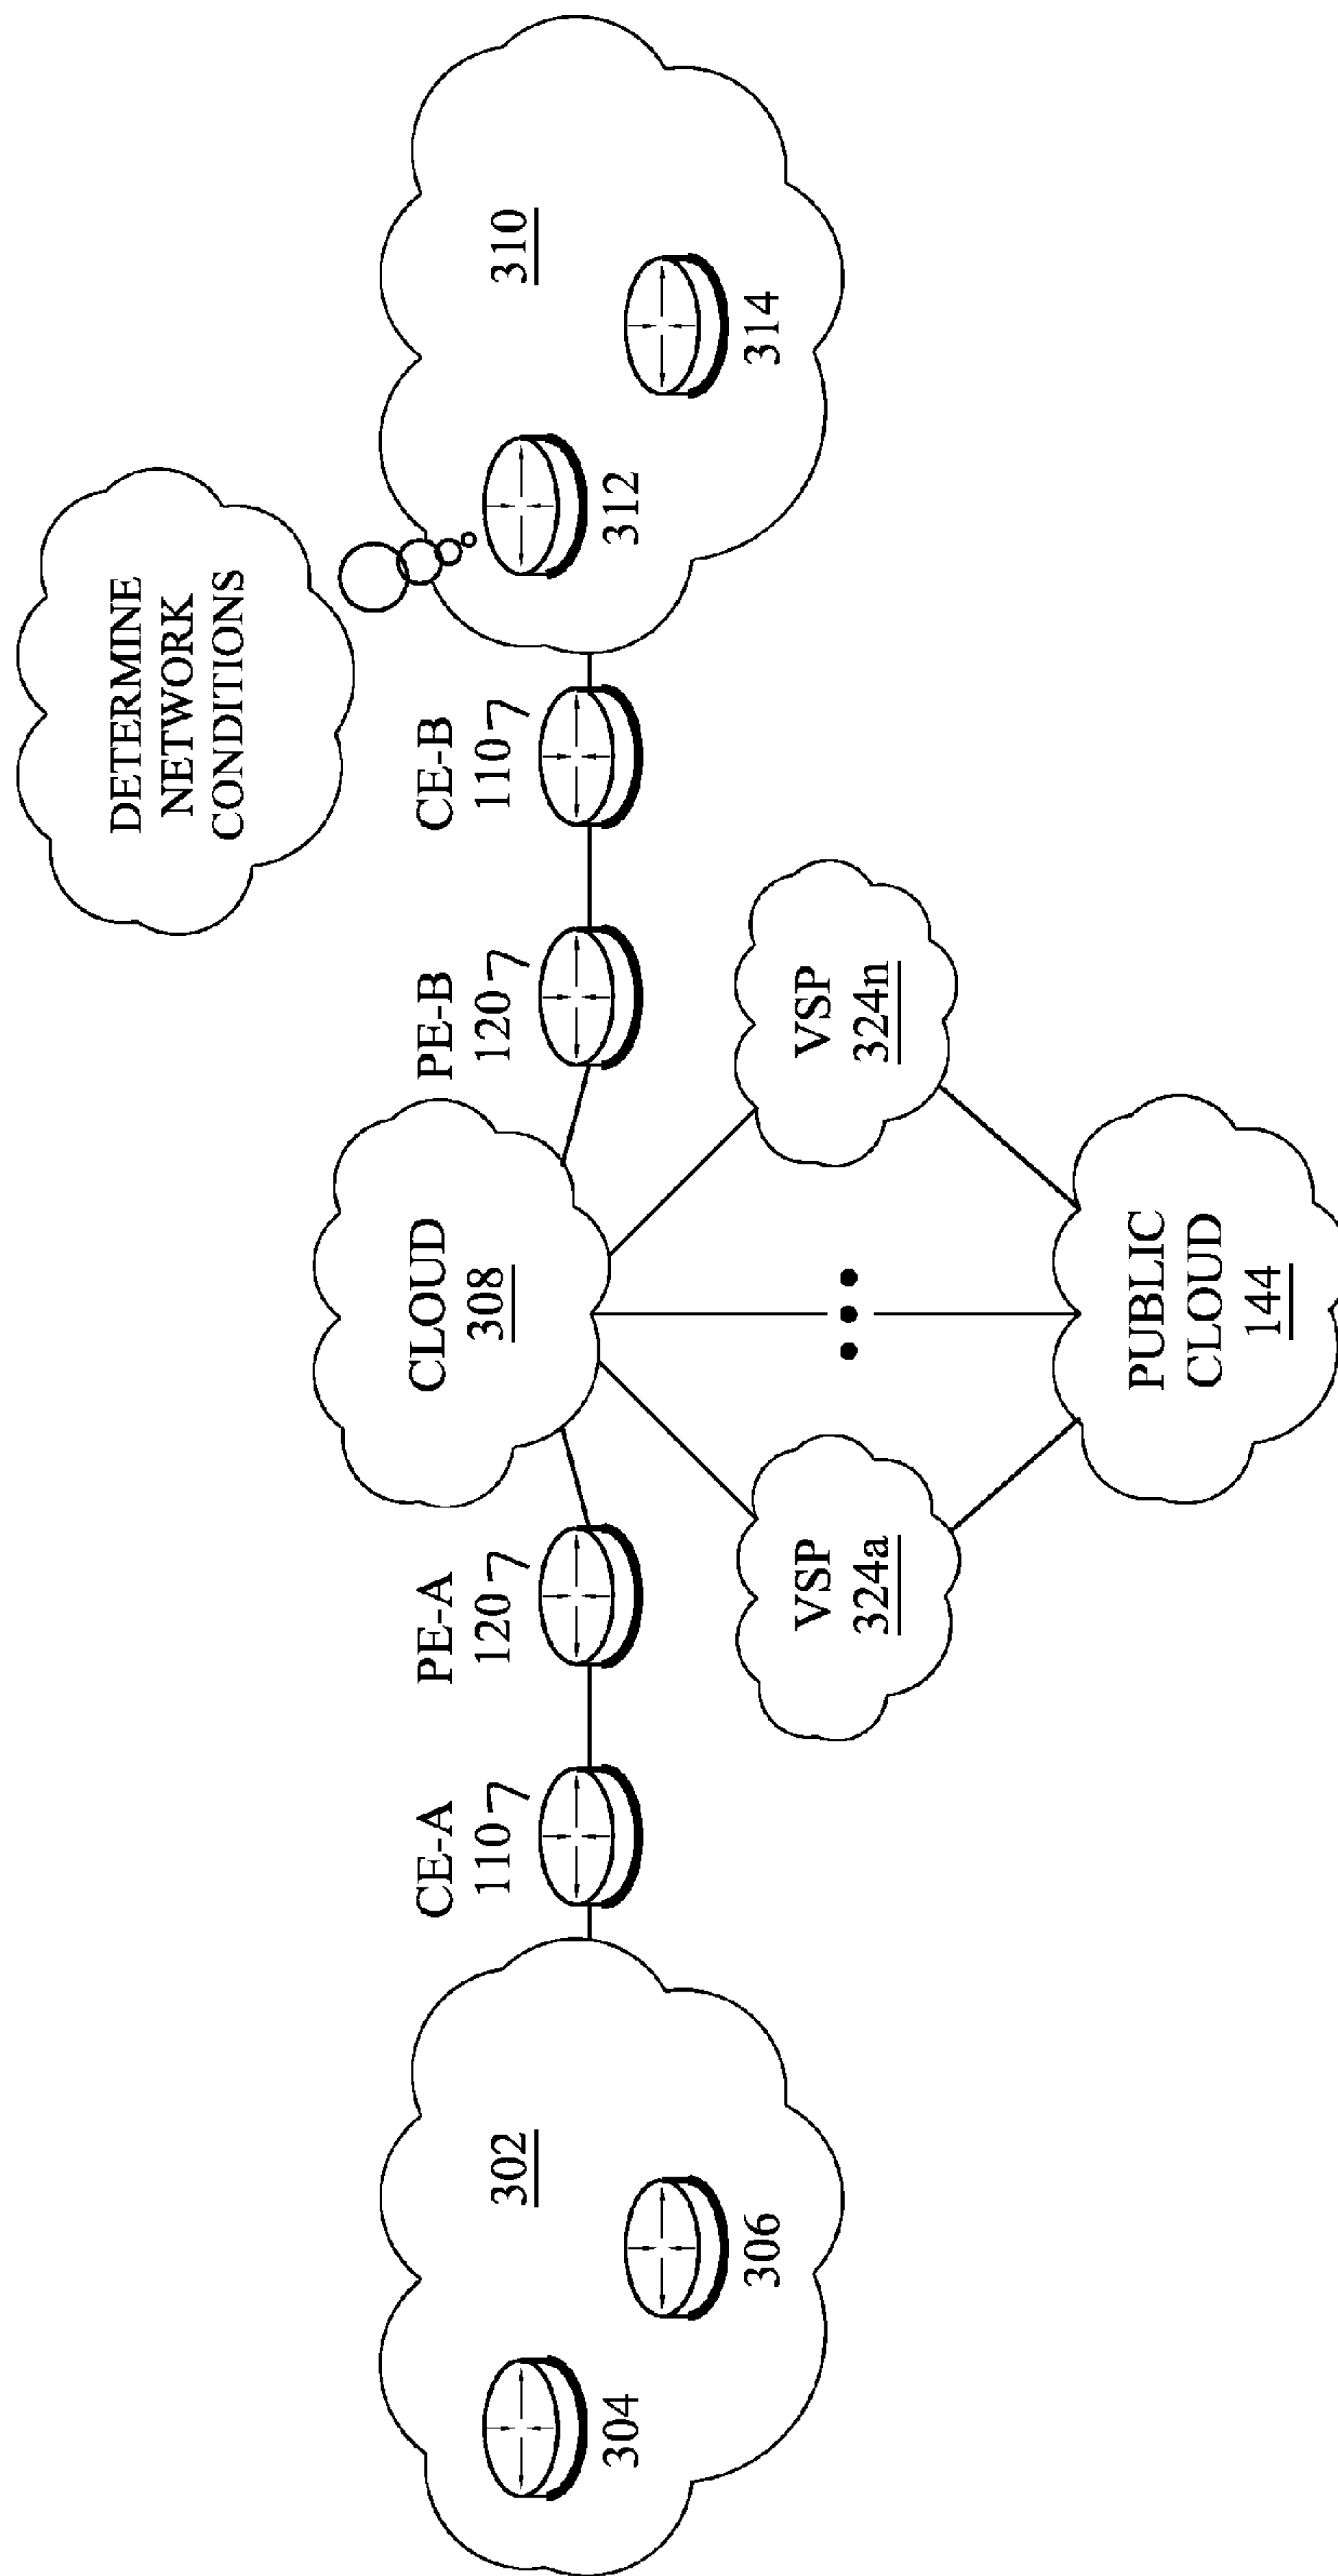 DETERMINE
NETWORK
CONDITIONS
302
304
306
CE-A
110
PE-A
120
CLOUD
308
PE-B
120
CE-B
110
310
312
314
VSP
324a
VSP
324n
PUBLIC
CLOUD
144